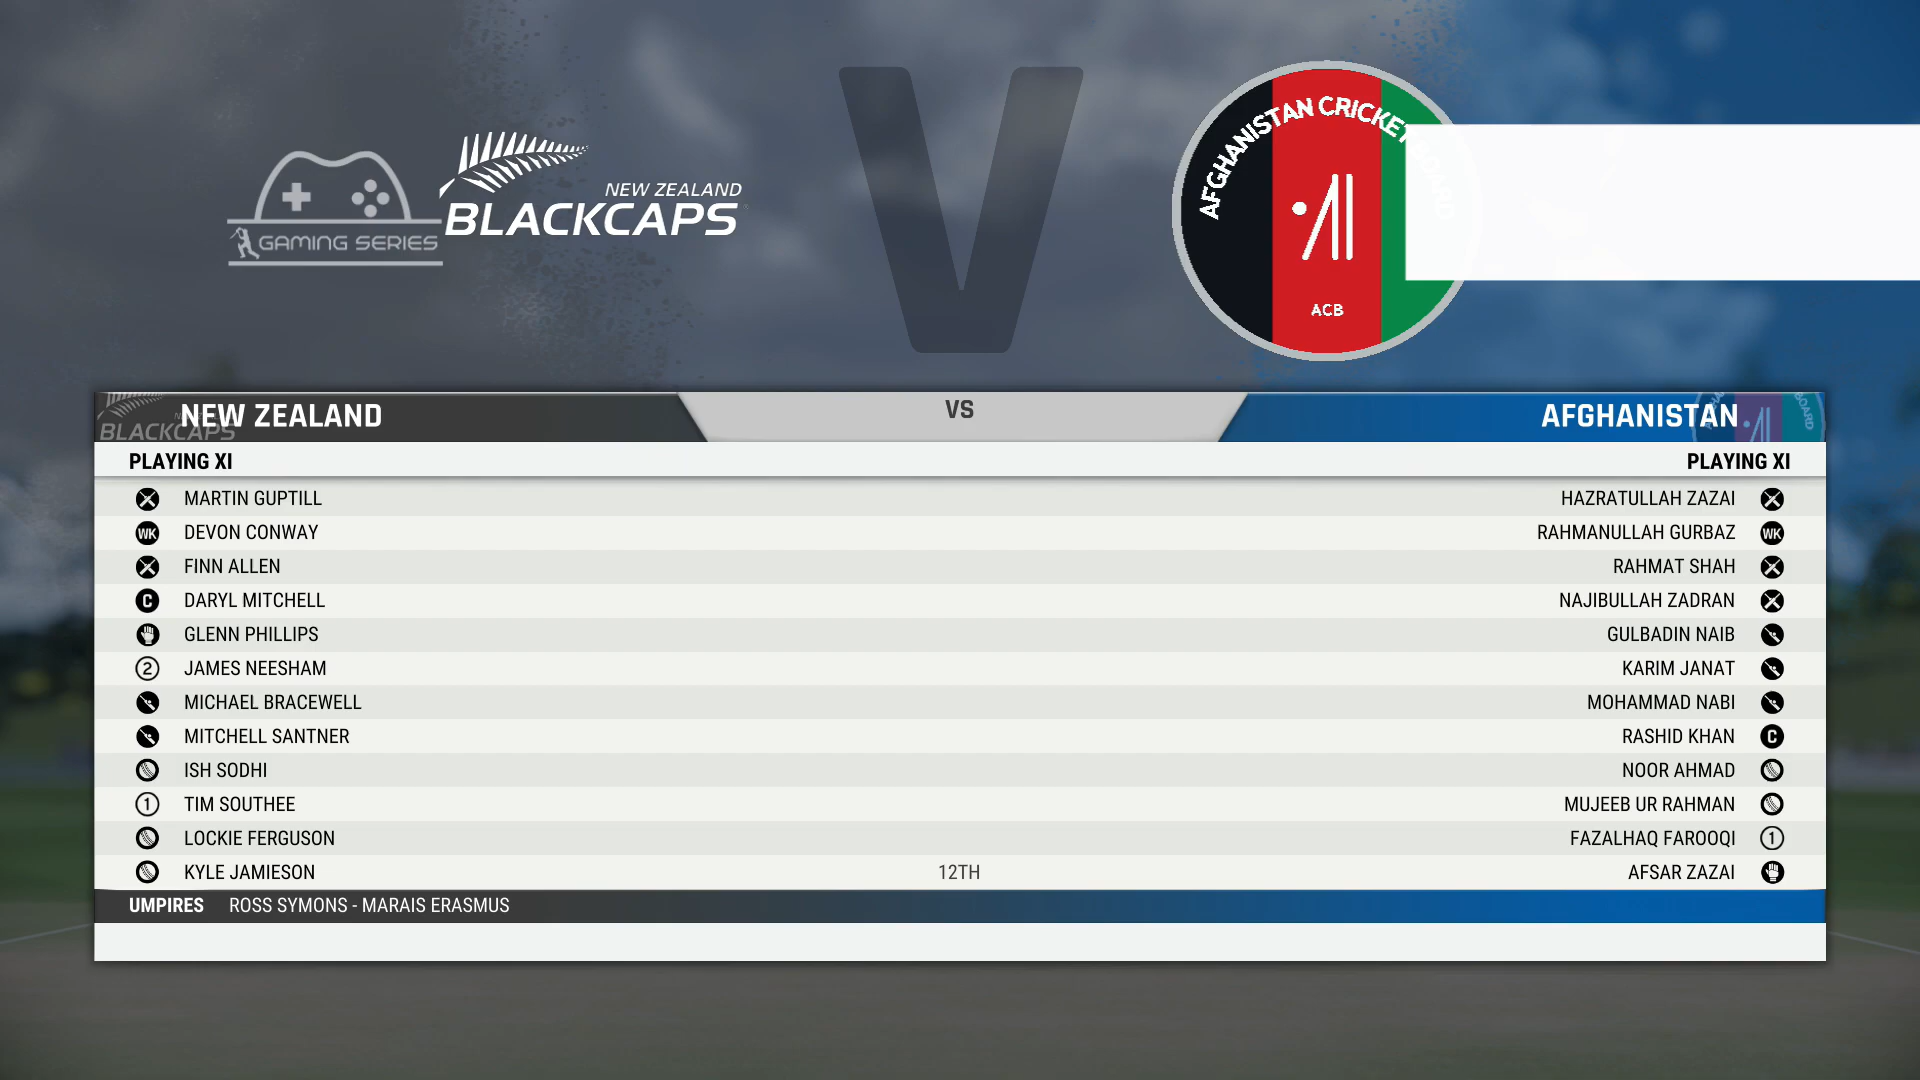 V
AFGHANISTAN CRICKET BOARD
NEW ZEALAND
BLACKCAPS
GAMING SERIES
ACB
NEW ZEALAND
BLACKCAPS
VS
AFGHANISTAN
BOARD
PLAYING XI
PLAYING XI
MARTIN GUPTILL
HAZRATULLAH ZAZAI
WK DEVON CONWAY
RAHMANULLAH GURBAZ WK
FINN ALLEN
RAHMAT SHAH
C DARYL MITCHELL
NAJIBULLAH ZADRAN
GLENN PHILLIPS
GULBADIN NAIB
2 JAMES NEESHAM
KARIM JANAT
MICHAEL BRACEWELL
MOHAMMAD NABI
MITCHELL SANTNER
RASHID KHAN C
ISH SODHI
NOOR AHMAD
1 TIM SOUTHEE
MUJEEB UR RAHMAN
LOCKIE FERGUSON
FAZALHAQ FAROOQI 1
KYLE JAMIESON
12TH
AFSAR ZAZAI
UMPIRES ROSS SYMONS - MARAIS ERASMUS